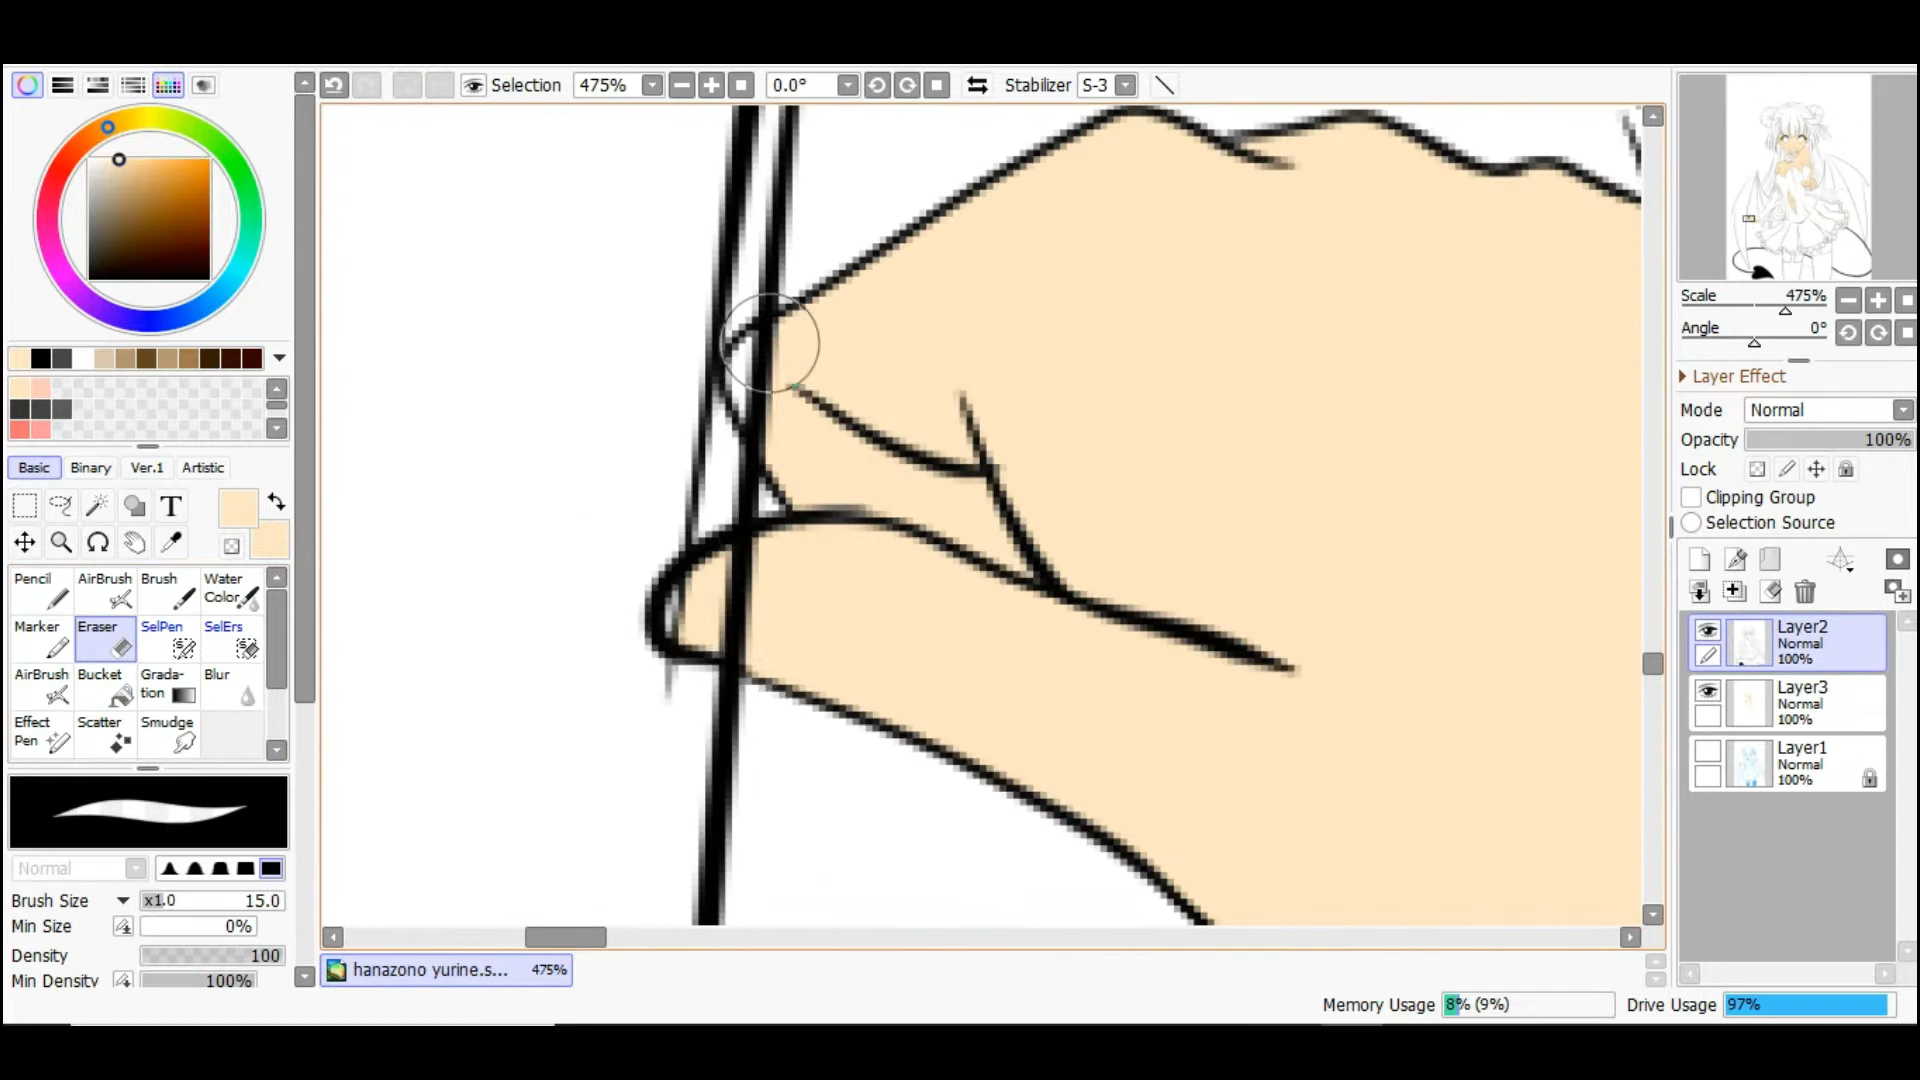 Selection 475% 0.0° Stabilizer S-3
Scale 475%
Angle 0°
Layer Effect
Mode Normal
Opacity 100%
Lock
Clipping Group
Selection Source
Layer2
Normal
100%
Layer3
Normal
100%
Layer1
Normal
100%
Basic Binary Ver.1 Artistic
T
Pencil AirBrush Brush Water
Color
Marker Eraser SelPen SelErs
S S
AirBrush Bucket Grada-
tion Blur
Effect
Pen Scatter Smudge
Normal
Brush Size x1.0 15.0
Min Size 0%
Density 100
Min Density 100%
hanazono yurine.s... 475%
Memory Usage 8% (9%) Drive Usage 97%